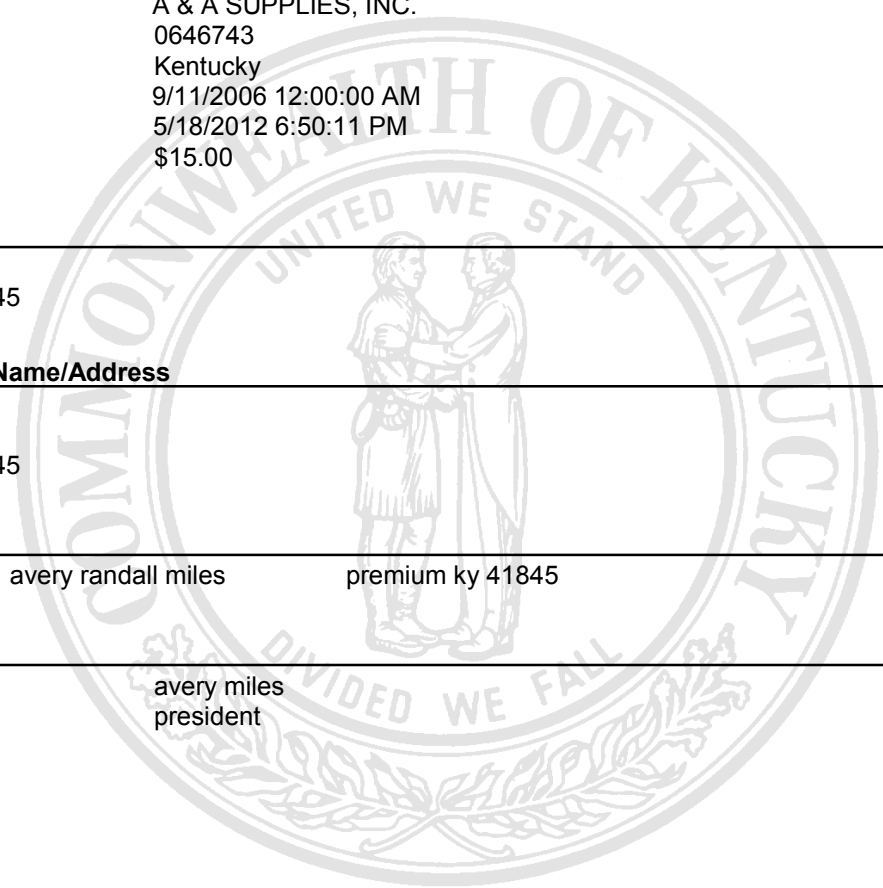 A & A SUPPLIES, INC.
0646743
Kentucky
9/11/2006 12:00:00 AM
5/18/2012 6:50:11 PM
$15.00
COMMONWEALTH OF KENTUCKY
UNITED WE STAND
45
Name/Address
45
avery randall miles premium ky 41845
DIVIDED WE FALL
avery miles
president